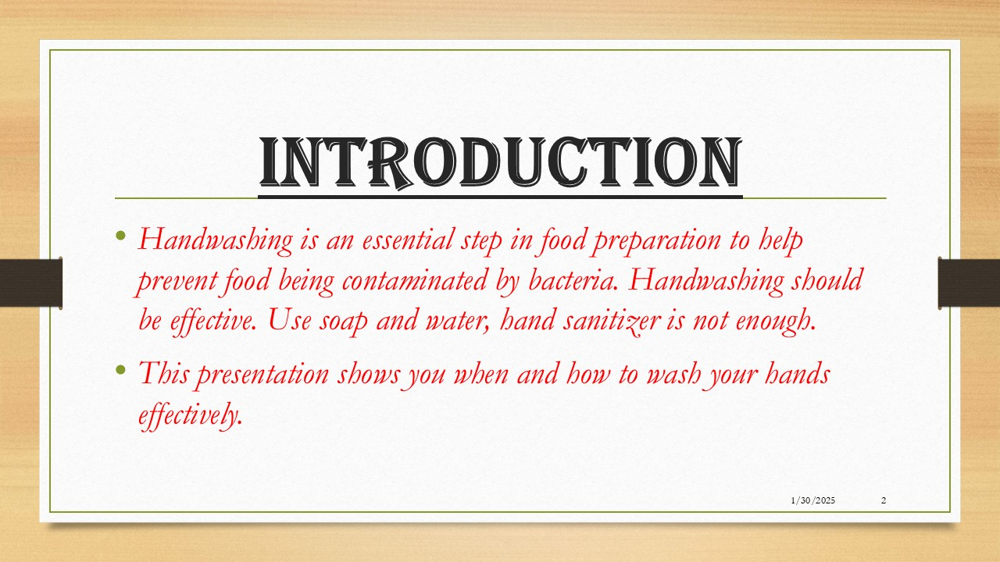 INTRODUCTION
• Handwashing is an essential step in food preparation to help
prevent food being contaminated by bacteria. Handwashing should
be effective. Use soap and water, hand sanitizer is not enough.
• This presentation shows you when and how to wash your hands
effectively.
1/30/2025 2